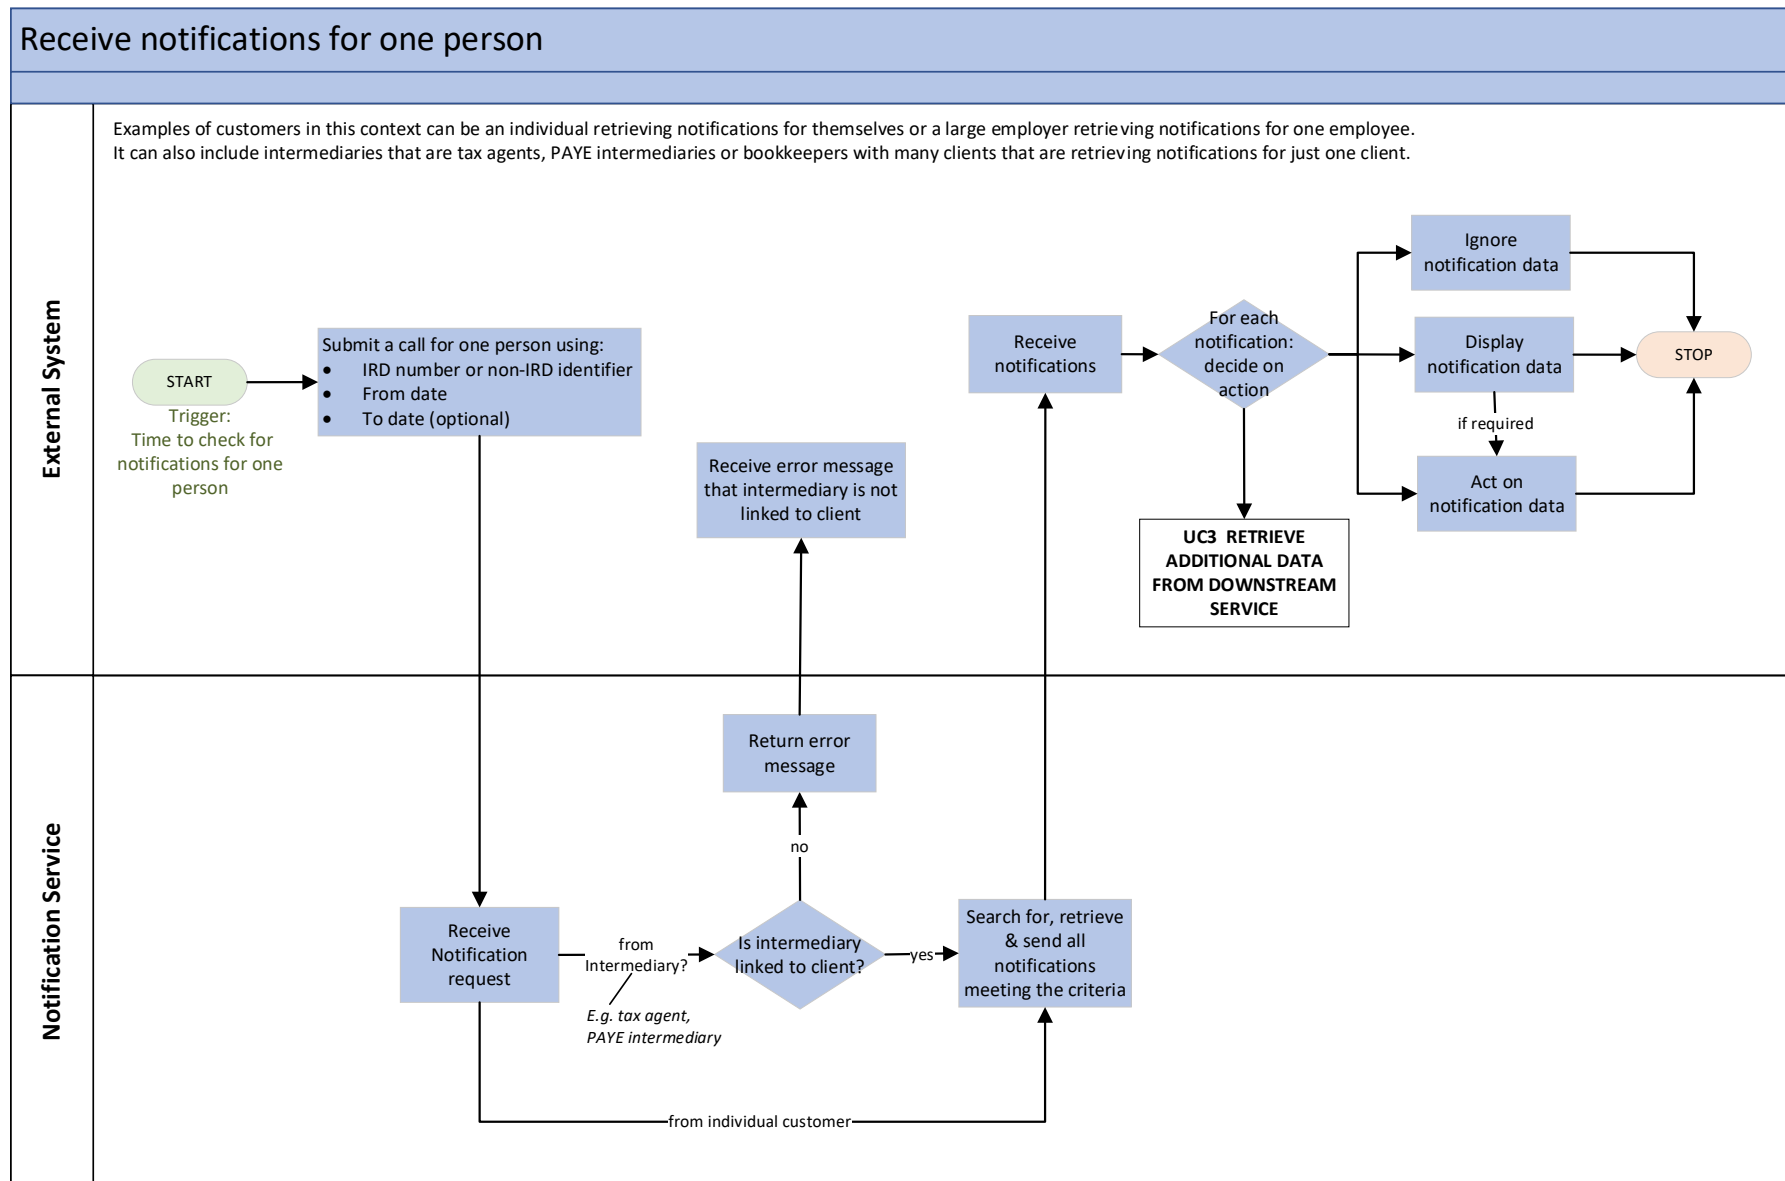 Receive notifications for one person
Examples of customers in this context can be an individual retrieving notifications for themselves or a large employer retrieving notifications for one employee.
It can also include intermediaries that are tax agents, PAYE intermediaries or bookkeepers with many clients that are retrieving notifications for just one client.
External System
START
Trigger:
Time to check for
notifications for one
person
Submit a call for one person using:
• IRD number or non-IRD identifier
• From date
• To date (optional)
Receive error message
that intermediary is not
linked to client
Receive
notifications
For each
notification:
decide on
action
UC3 RETRIEVE
ADDITIONAL DATA
FROM DOWNSTREAM
SERVICE
Ignore
notification data
Display
notification data
if required
Act on
notification data
STOP
Notification Service
Return error
message
no
Receive
Notification
request
from
Intermediary?
E.g. tax agent,
PAYE intermediary
Is intermediary
linked to client?
yes
Search for, retrieve
& send all
notifications
meeting the criteria
from individual customer